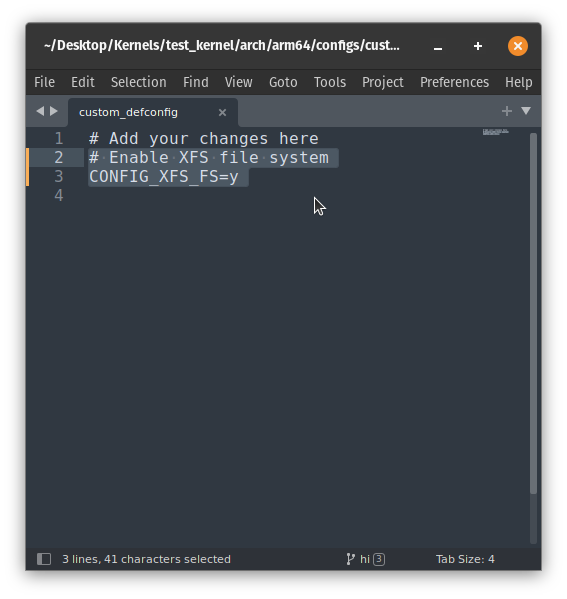 ~/Desktop/Kernels/test_kernel/arch/arm64/configs/cust...
File Edit Selection Find View Goto Tools Project Preferences Help
custom_defconfig
1 # Add your changes here
2 # Enable XFS file system
3 CONFIG_XFS_FS=y
4
3 lines, 41 characters selected hi 3 Tab Size: 4